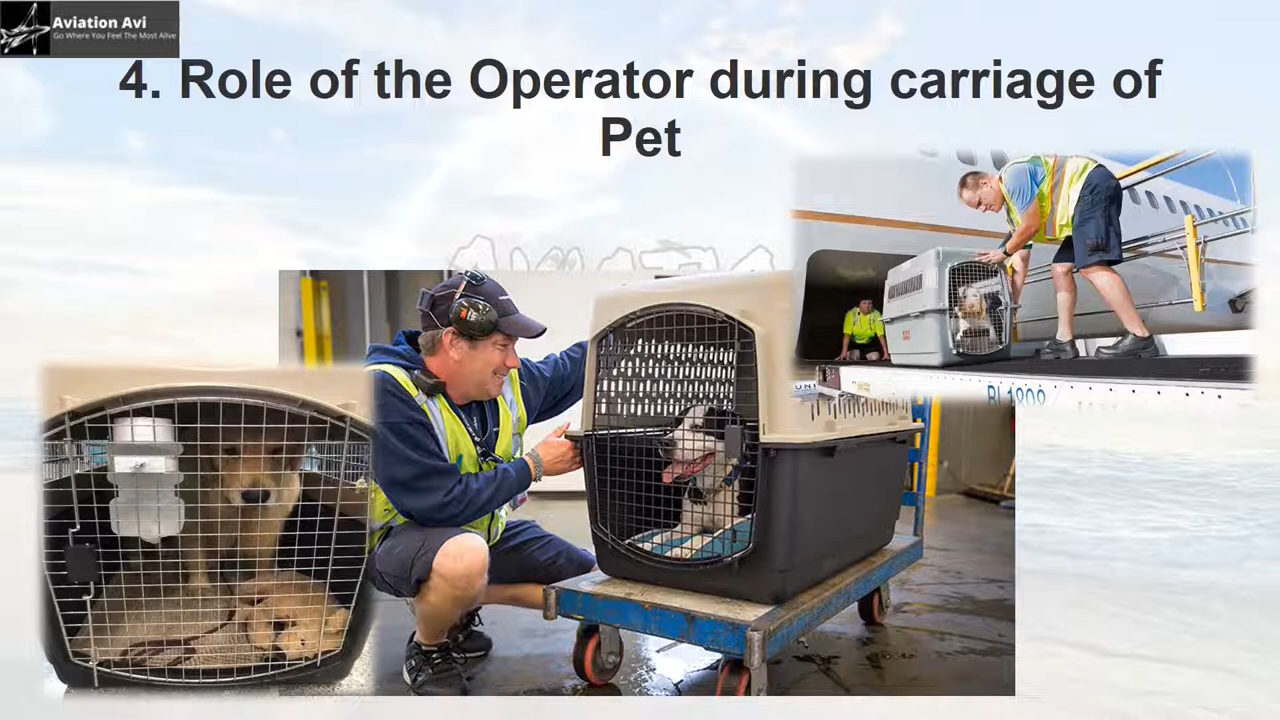 Aviation Avi
Go Where You Feel The Most Alive
4. Role of the Operator during carriage of
Pet